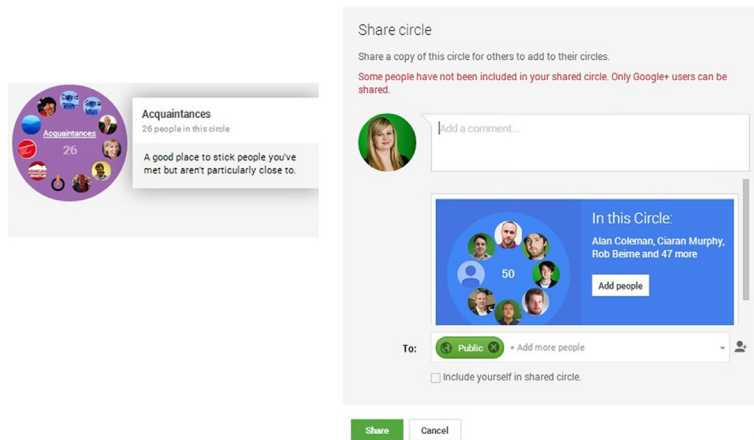 Acquaintances
26
Acquaintances
26 people in this circle
A good place to stick people you've
met but aren't particularly close to.
Share circle
Share a copy of this circle for others to add to their circles.
Some people have not been included in your shared circle. Only Google+ users can be
shared.
Add a comment...
50
In this Circle:
Alan Coleman, Ciaran Murphy,
Rob Beirne and 47 more
Add people
To:
Public
+ Add more people
Include yourself in shared circle.
Share
Cancel